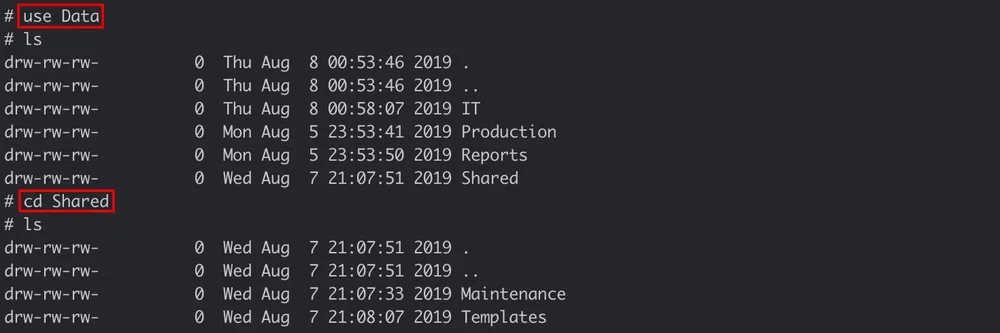 # use Data
# ls
drw-rw-rw-          0  Thu Aug  8 00:53:46 2019 .
drw-rw-rw-          0  Thu Aug  8 00:53:46 2019 ..
drw-rw-rw-          0  Thu Aug  8 00:58:07 2019 IT
drw-rw-rw-          0  Mon Aug  5 23:53:41 2019 Production
drw-rw-rw-          0  Mon Aug  5 23:53:50 2019 Reports
drw-rw-rw-          0  Wed Aug  7 21:07:51 2019 Shared
# cd Shared
# ls
drw-rw-rw-          0  Wed Aug  7 21:07:51 2019 .
drw-rw-rw-          0  Wed Aug  7 21:07:51 2019 ..
drw-rw-rw-          0  Wed Aug  7 21:07:33 2019 Maintenance
drw-rw-rw-          0  Wed Aug  7 21:08:07 2019 Templates